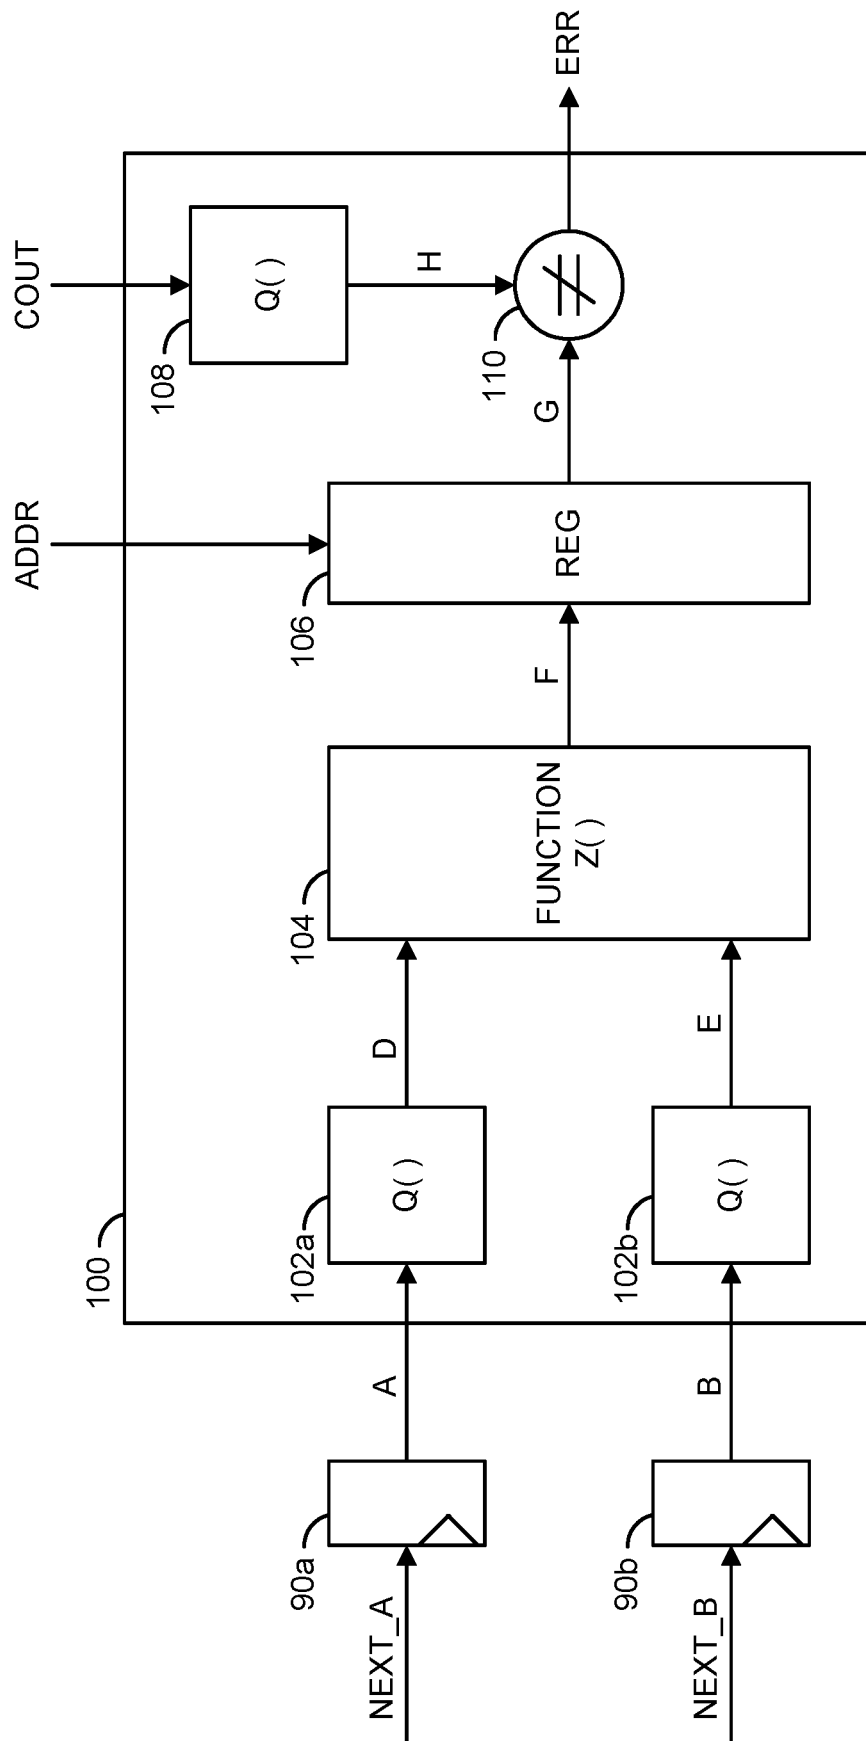 COUT
ADDR
100
108
Q( )
H
110
ERR
NEXT_A
90a
A
102a
Q( )
D
104
FUNCTION
Z( )
F
106
REG
G
NEXT_B
90b
B
102b
Q( )
E